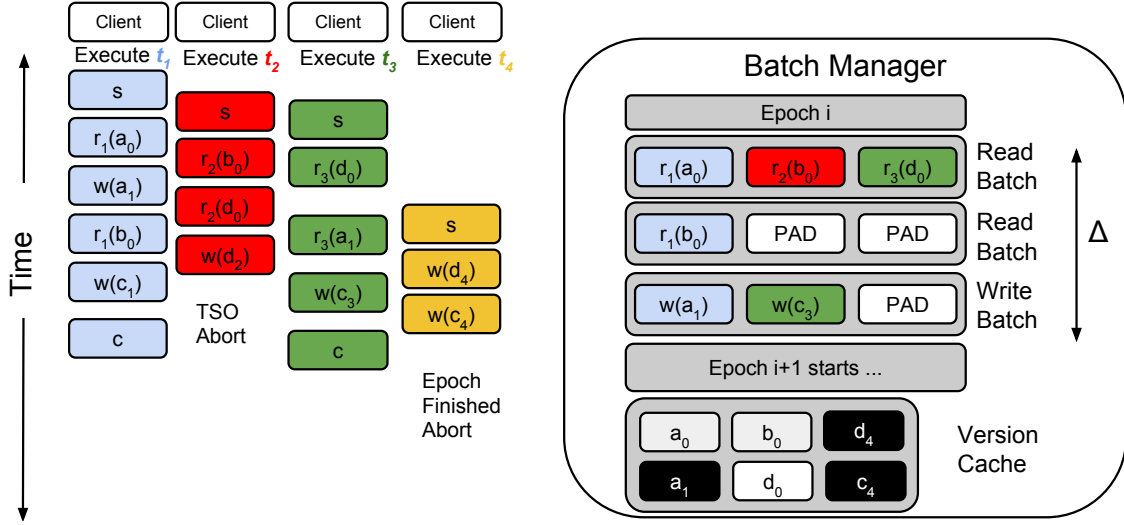 Client
Client
Client
Client
Execute t₁
Execute t₂
Execute t₃
Execute t₄
Time
s
r₁(a₀)
w(a₁)
r₁(b₀)
w(c₁)
c
s
r₂(b₀)
r₂(d₀)
w(d₂)
TSO
Abort
s
r₃(d₀)
r₃(a₁)
w(c₃)
c
s
w(d₄)
w(c₄)
Epoch
Finished
Abort
Batch Manager
Epoch i
r₁(a₀)
r₂(b₀)
r₃(d₀)
Read
Batch
r₁(b₀)
PAD
PAD
Read
Batch
w(a₁)
w(c₃)
PAD
Write
Batch
Δ
Epoch i+1 starts ...
a₀
b₀
d₄
a₁
d₀
c₄
Version
Cache